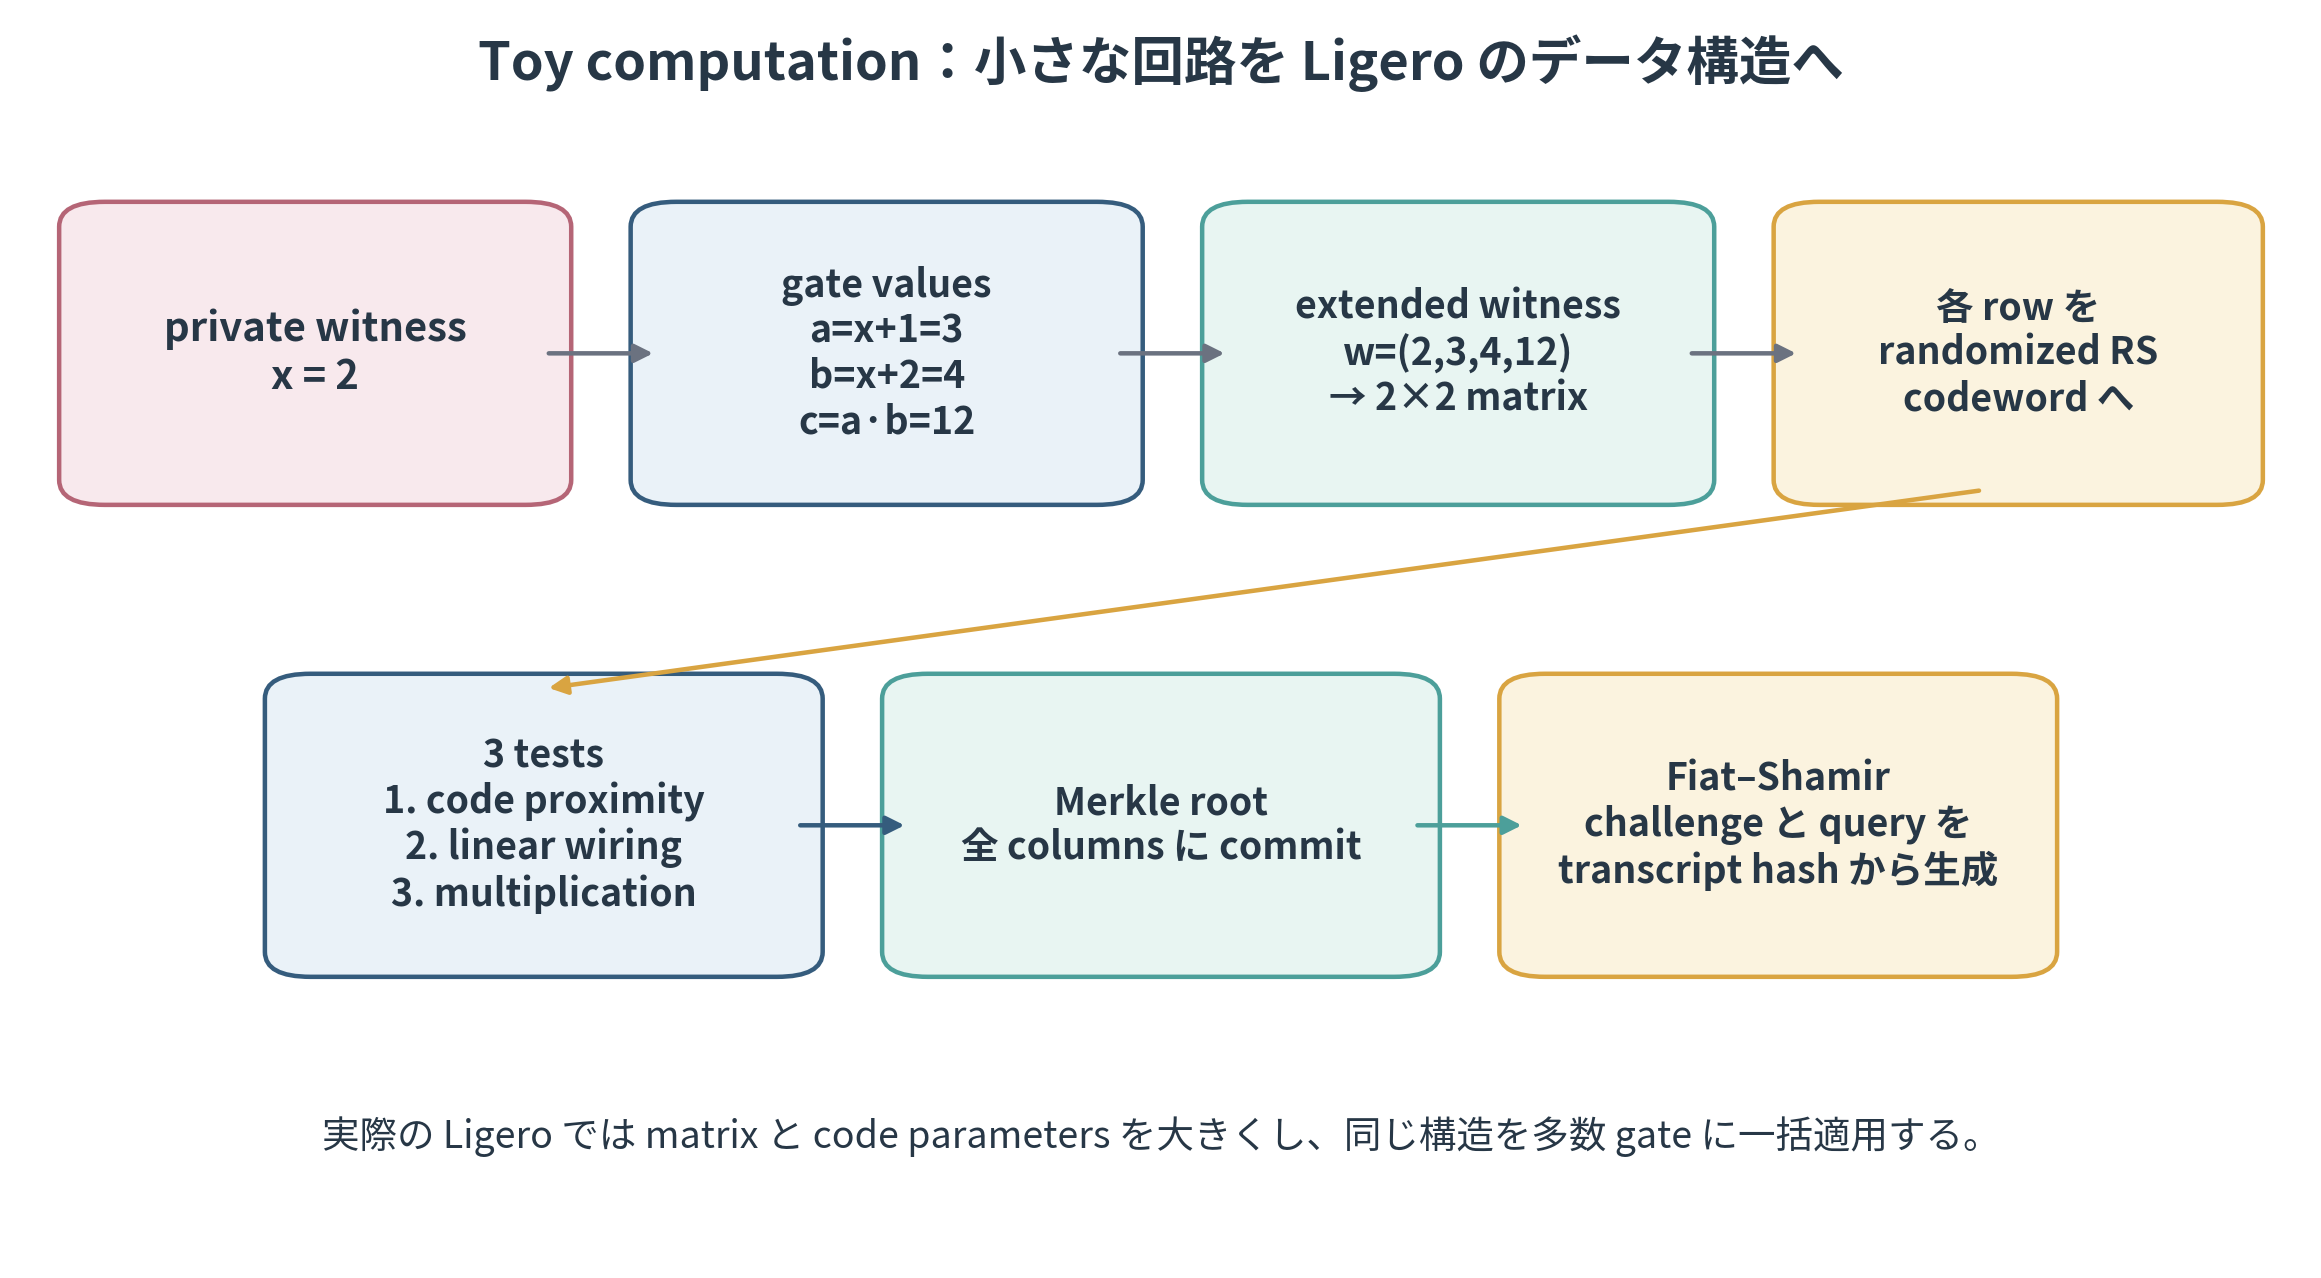 Toy computation：小さな回路を Ligero のデータ構造へ
private witness
x = 2
gate values
a=x+1=3
b=x+2=4
c=a·b=12
extended witness
w=(2,3,4,12)
→ 2×2 matrix
各 row を
randomized RS
codeword へ
3 tests
1. code proximity
2. linear wiring
3. multiplication
Merkle root
全 columns に commit
Fiat–Shamir
challenge と query を
transcript hash から生成
実際の Ligero では matrix と code parameters を大きくし、同じ構造を多数 gate に一括適用する。